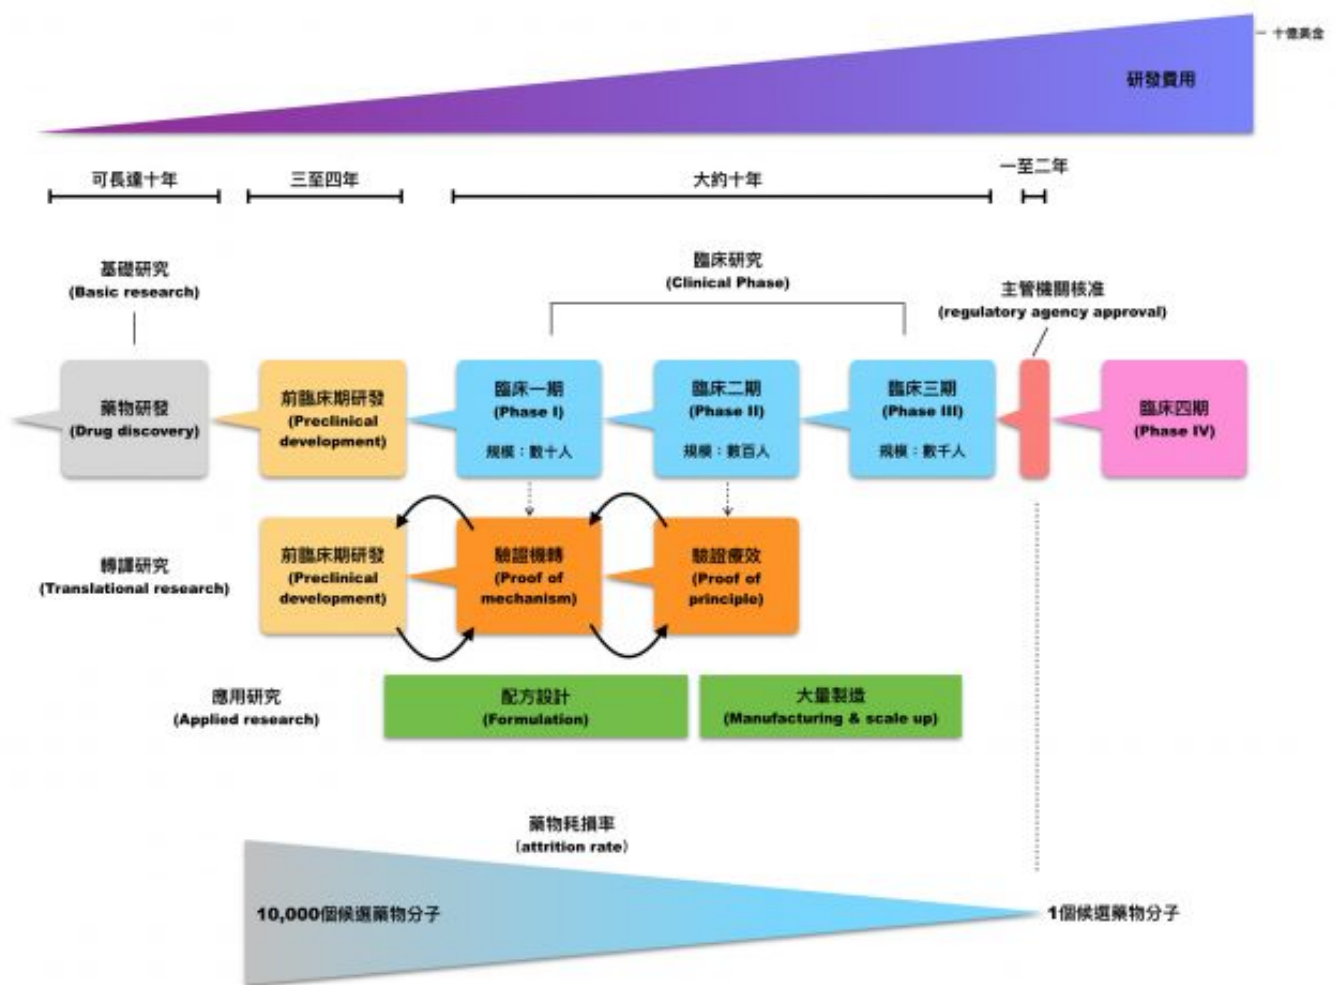 十億美金
研發費用
可長達十年
三至四年
大約十年
一至二年
基礎研究
(Basic research)
臨床研究
(Clinical Phase)
主管機關核准
(regulatory agency approval)
藥物研發
(Drug discovery)
前臨床期研發
(Preclinical
development)
臨床一期
(Phase I)
規模：數十人
臨床二期
(Phase II)
規模：數百人
臨床三期
(Phase III)
規模：數千人
臨床四期
(Phase IV)
轉譯研究
(Translational research)
前臨床期研發
(Preclinical
development)
驗證機轉
(Proof of
mechanism)
驗證療效
(Proof of
principle)
應用研究
(Applied research)
配方設計
(Formulation)
大量製造
(Manufacturing & scale up)
藥物耗損率
(attrition rate)
10,000個候選藥物分子
1個候選藥物分子